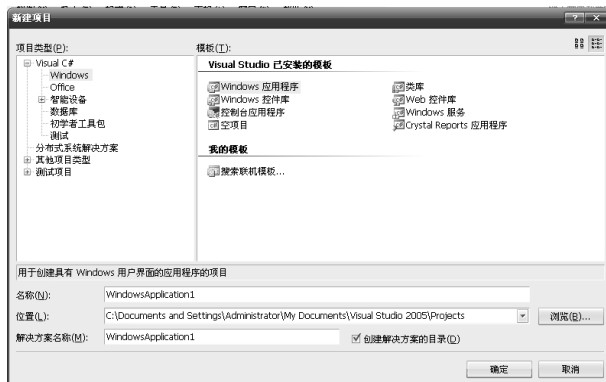 新建项目
项目类型(P):
模板(T):
Visual C#
Windows
Office
智能设备
数据库
初学者工具包
测试
分布式系统解决方案
其他项目类型
测试项目
Visual Studio 已安装的模板
Windows 应用程序
类库
Windows 控件库
Web 控件库
控制台应用程序
Windows 服务
空项目
Crystal Reports 应用程序
我的模板
搜索联机模板...
用于创建具有 Windows 用户界面的应用程序的项目
名称(N):
WindowsApplication1
位置(L):
C:\Documents and Settings\Administrator\My Documents\Visual Studio 2005\Projects
浏览(B)...
解决方案名称(M):
WindowsApplication1
创建解决方案的目录(D)
确定
取消